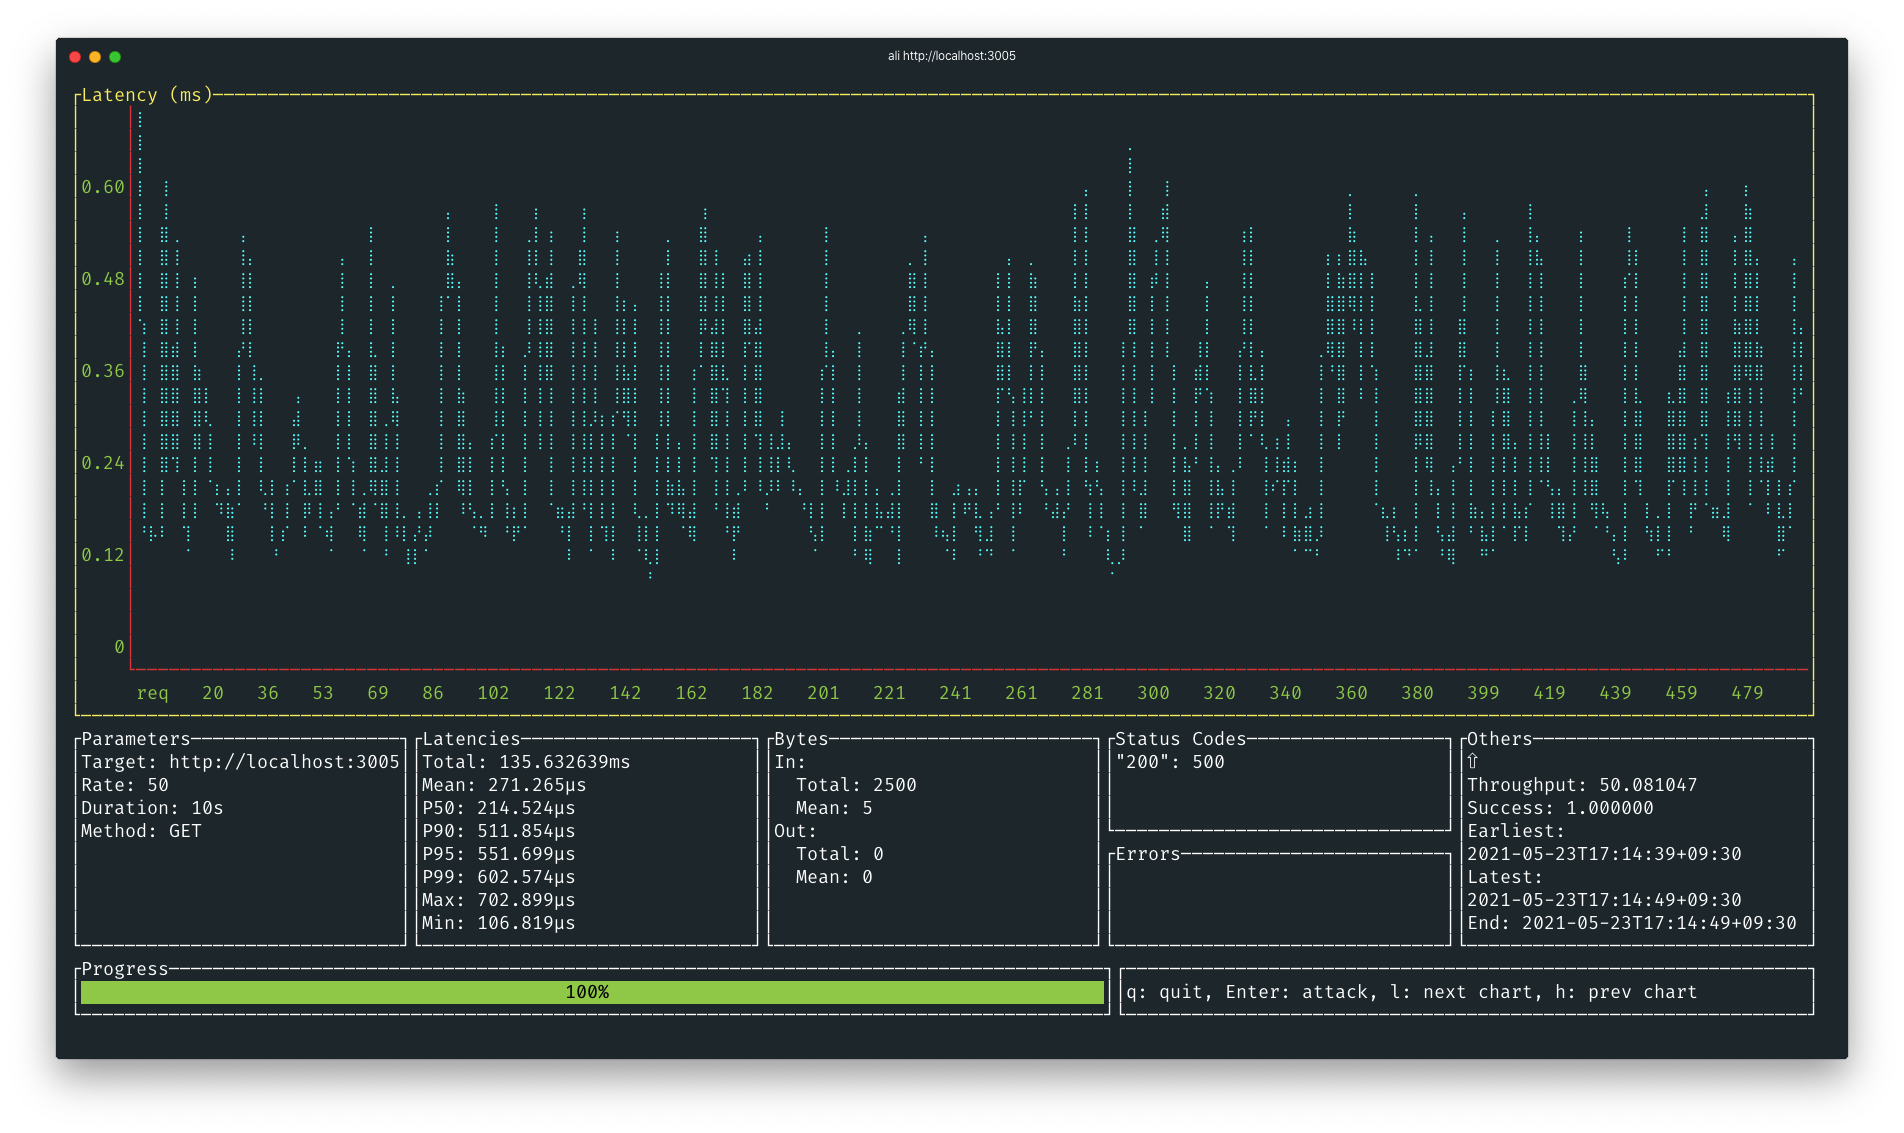 ali http://localhost:3005
Latency (ms)
0.60
0.48
0.36
0.24
0.12
0
req 20 36 53 69 86 102 122 142 162 182 201 221 241 261 281 300 320 340 360 380 399 419 439 459 479
Parameters
Target: http://localhost:3005
Rate: 50
Duration: 10s
Method: GET
Latencies
Total: 135.632639ms
Mean: 271.265µs
P50: 214.524µs
P90: 511.854µs
P95: 551.699µs
P99: 602.574µs
Max: 702.899µs
Min: 106.819µs
Bytes
In:
Total: 2500
Mean: 5
Out:
Total: 0
Mean: 0
Status Codes
"200": 500
Errors
Others
⇧
Throughput: 50.081047
Success: 1.000000
Earliest:
2021-05-23T17:14:39+09:30
Latest:
2021-05-23T17:14:49+09:30
End: 2021-05-23T17:14:49+09:30
Progress
100%
q: quit, Enter: attack, l: next chart, h: prev chart